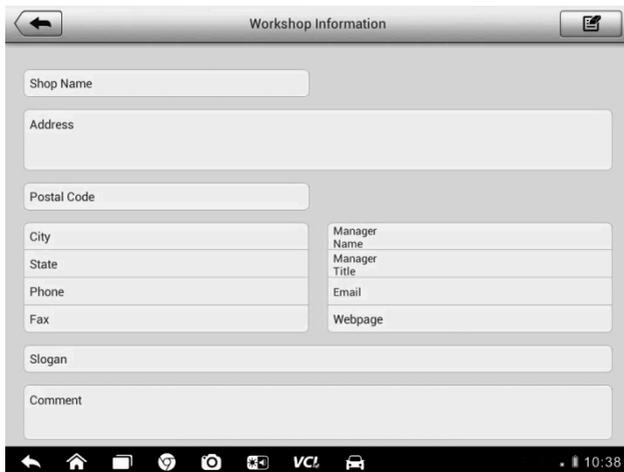 Workshop Information
Shop Name
Address
Postal Code
City
State
Phone
Fax
Manager
Name
Manager
Title
Email
Webpage
Slogan
Comment
VCI
10:38